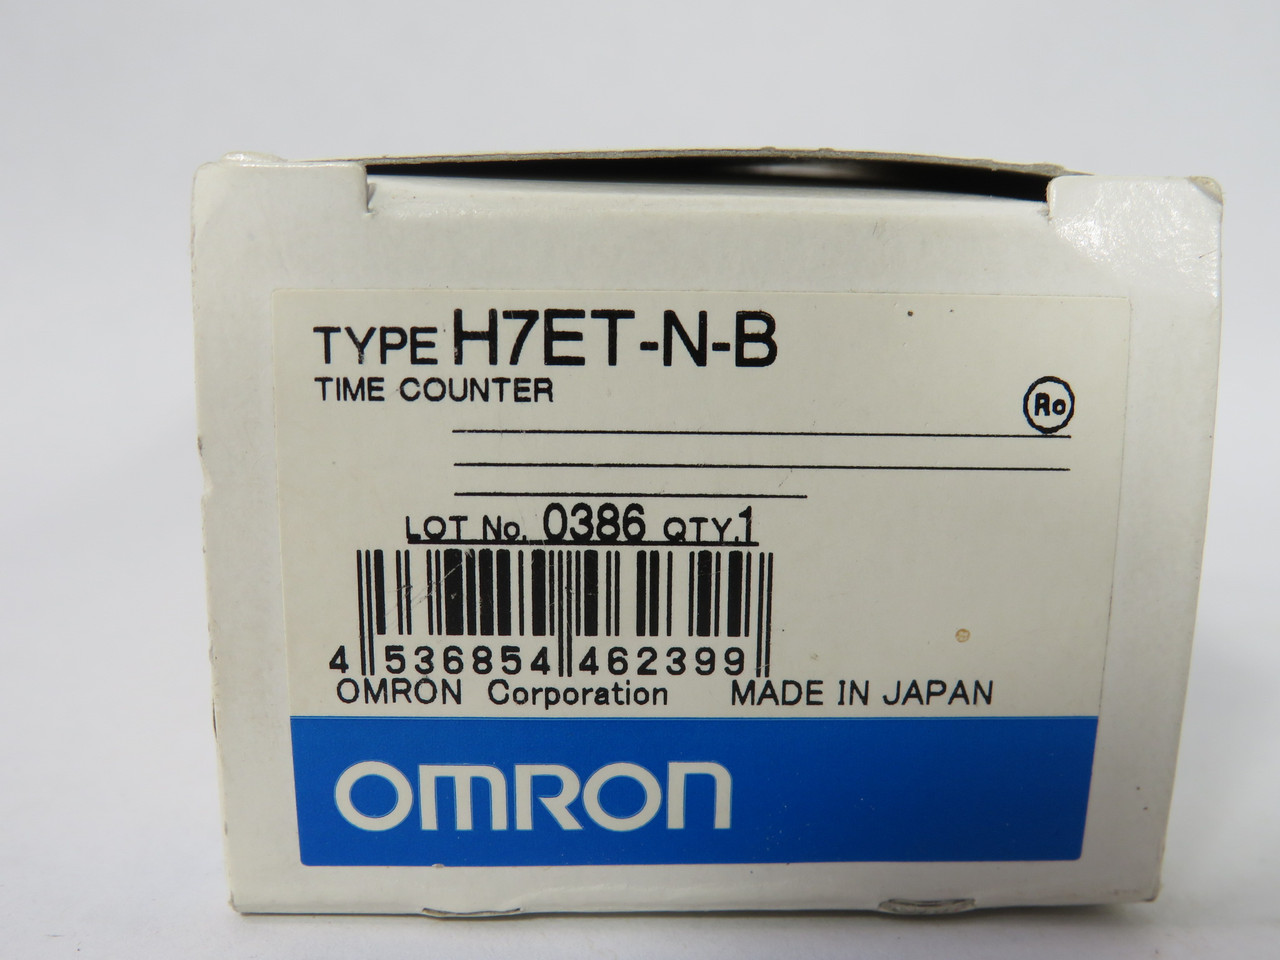 TYPE H7ET-N-B
TIME COUNTER
Ro
LOT No. 0386 QTY.1
4 536854 462399
OMRON Corporation MADE IN JAPAN
OMRON